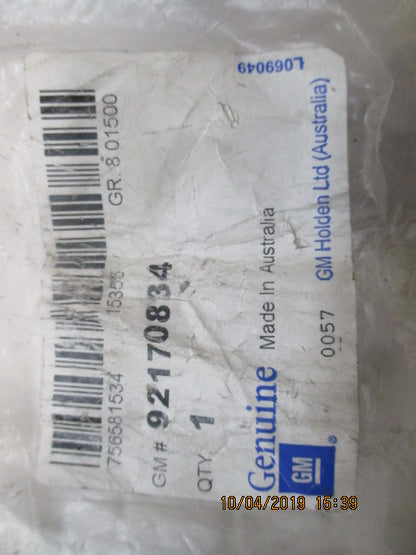 L069049
GR. 8.01500
756581534 15355
GM # 92170834
QTY 1
Genuine Made In Australia
0057
GM Holden Ltd (Australia)
GM
®
10/04/2019 15:39